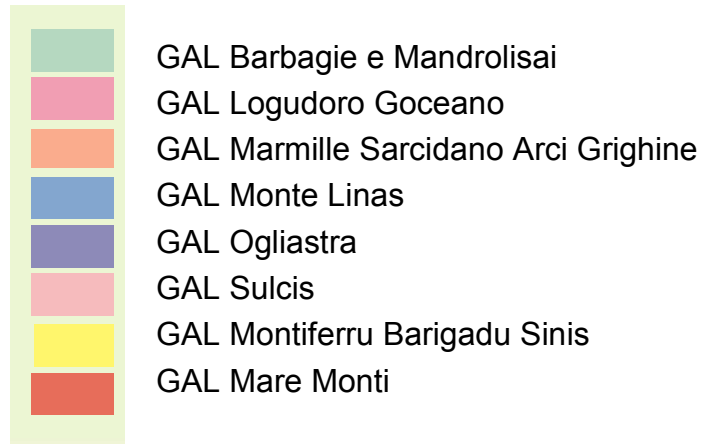 GAL Barbagie e Mandrolisai
GAL Logudoro Goceano
GAL Marmille Sarcidano Arci Grighine
GAL Monte Linas
GAL Ogliastra
GAL Sulcis
GAL Montiferru Barigadu Sinis
GAL Mare Monti